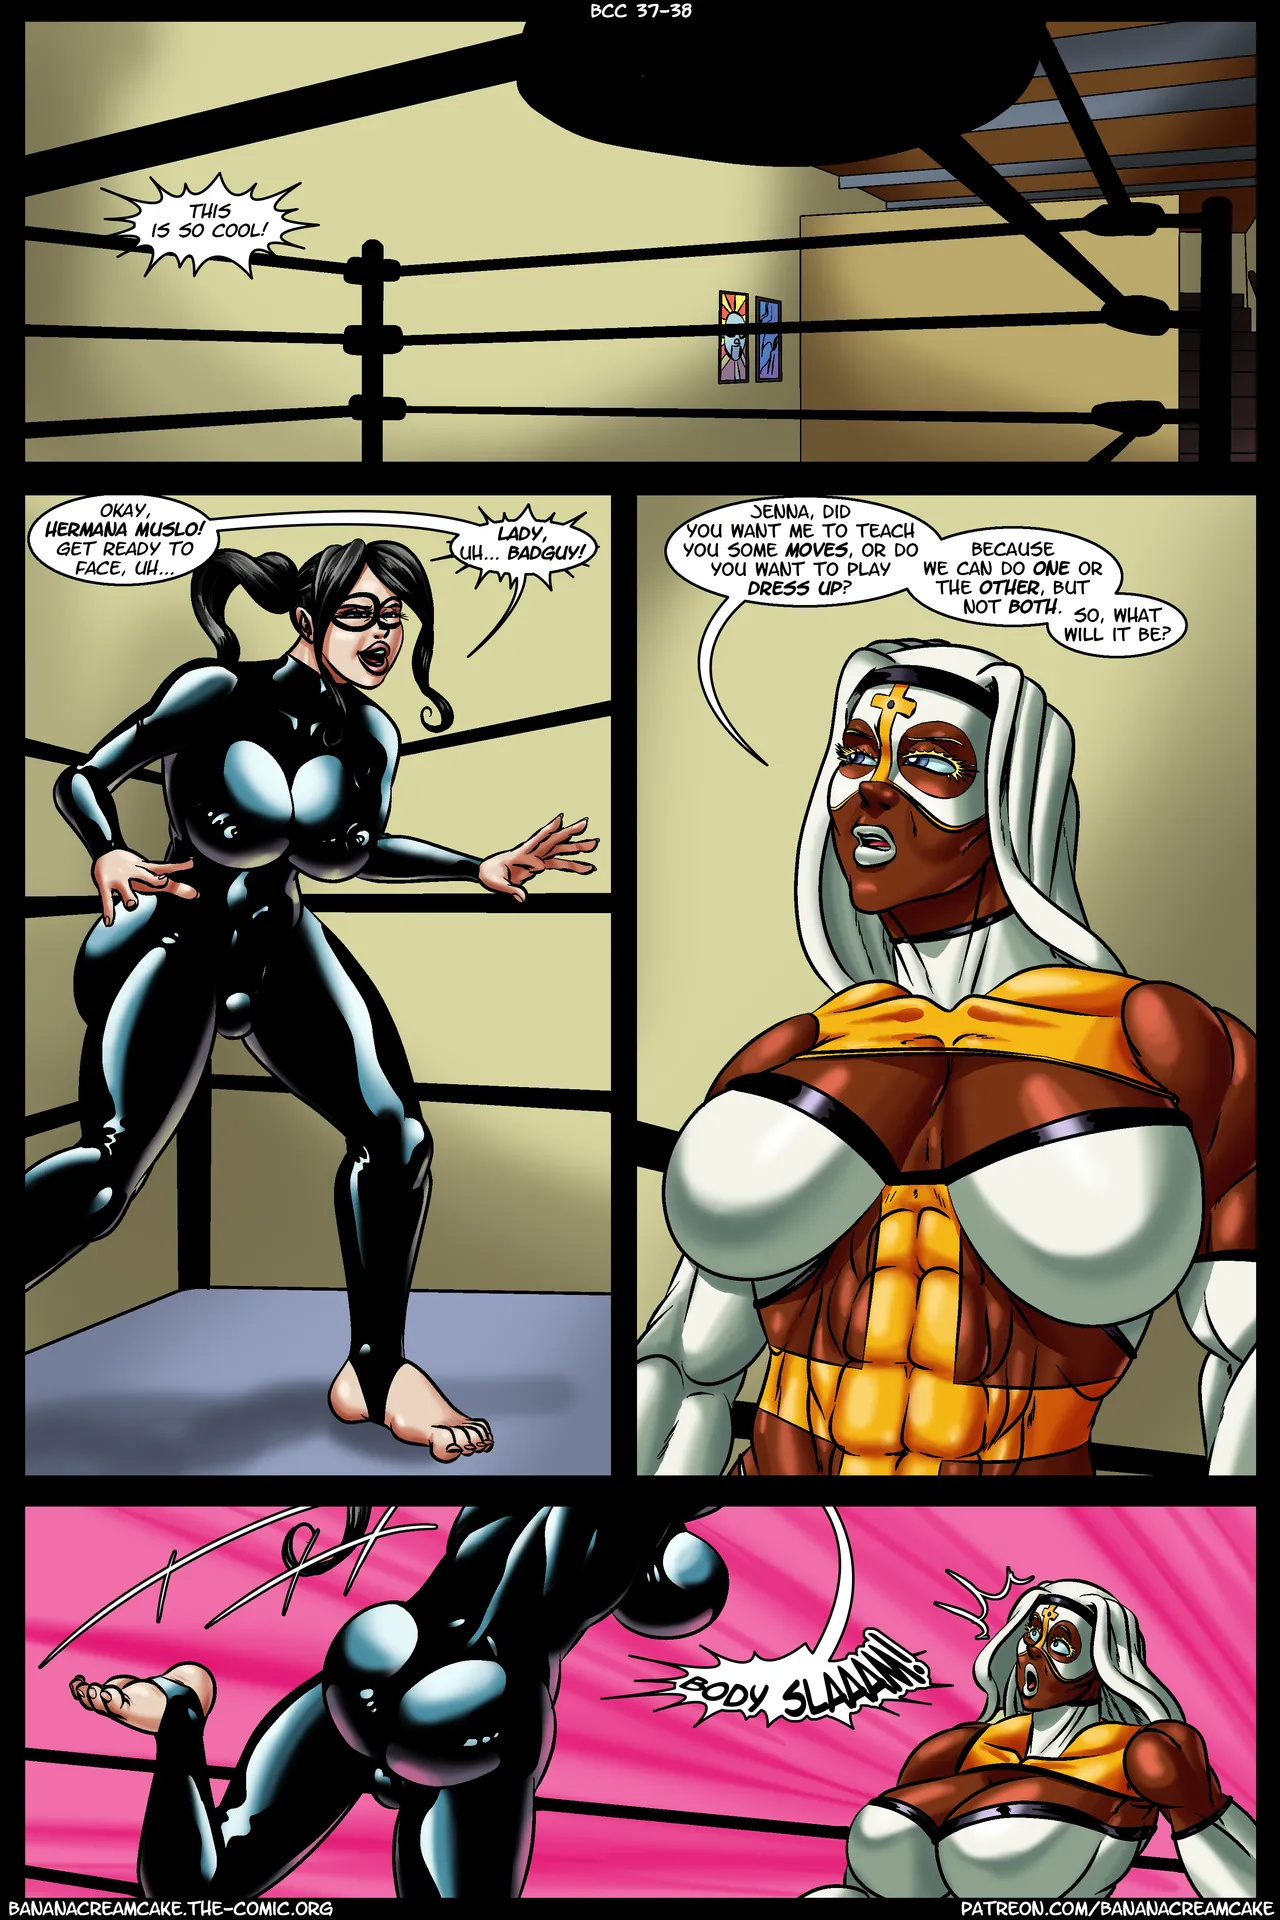 BCC 37-38
THIS
IS SO COOL!
OKAY,
HERMANA MUSLO!
GET READY TO
FACE, UH...
LADY,
UH... BADGUY!
JENNA, DID
YOU WANT ME TO TEACH
YOU SOME MOVES, OR DO
YOU WANT TO PLAY
DRESS UP?
BECAUSE
WE CAN DO ONE OR
THE OTHER, BUT
NOT BOTH.
SO, WHAT
WILL IT BE?
BODY SLAAAM!
BANANACREAMCAKE.THE-COMIC.ORG
PATREON.COM/BANANACREAMCAKE